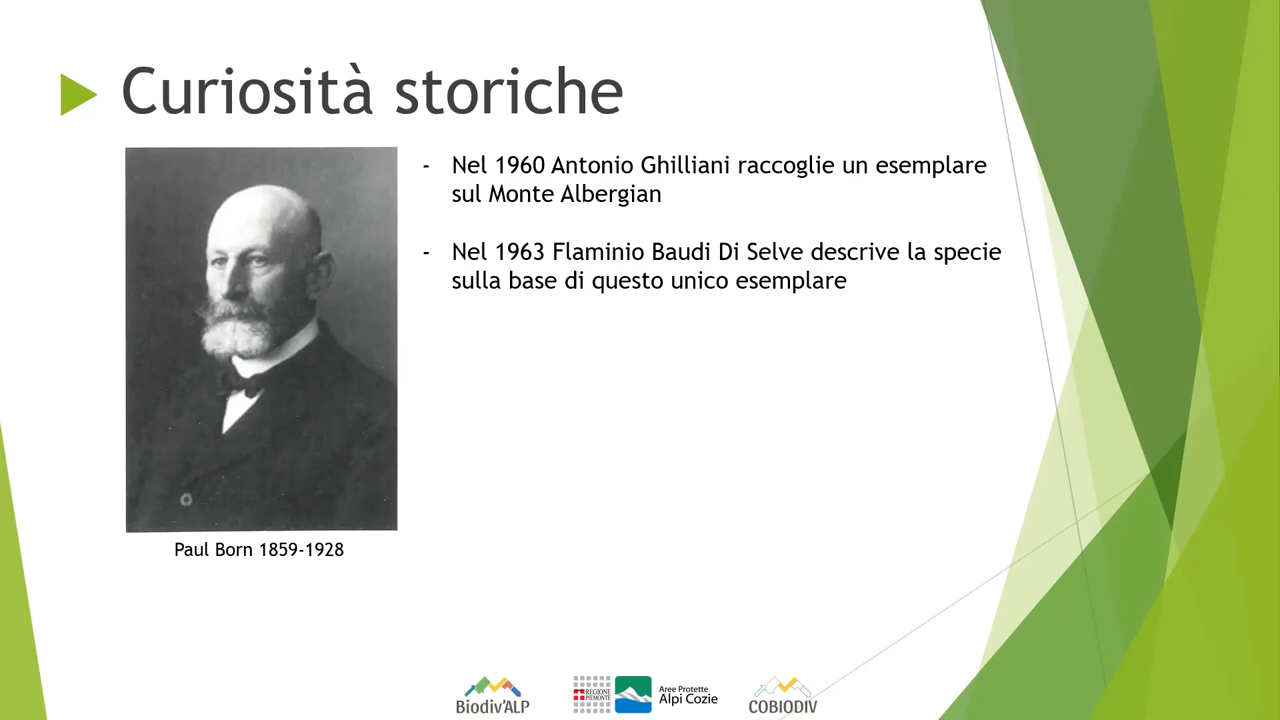 Curiosità storiche
- Nel 1960 Antonio Ghilliani raccoglie un esemplare
sul Monte Albergian
- Nel 1963 Flaminio Baudi Di Selve descrive la specie
sulla base di questo unico esemplare
Paul Born 1859-1928
Biodiv'ALP
REGIONE
PIEMONTE
Aree Protette
Alpi Cozie
COBIODIV